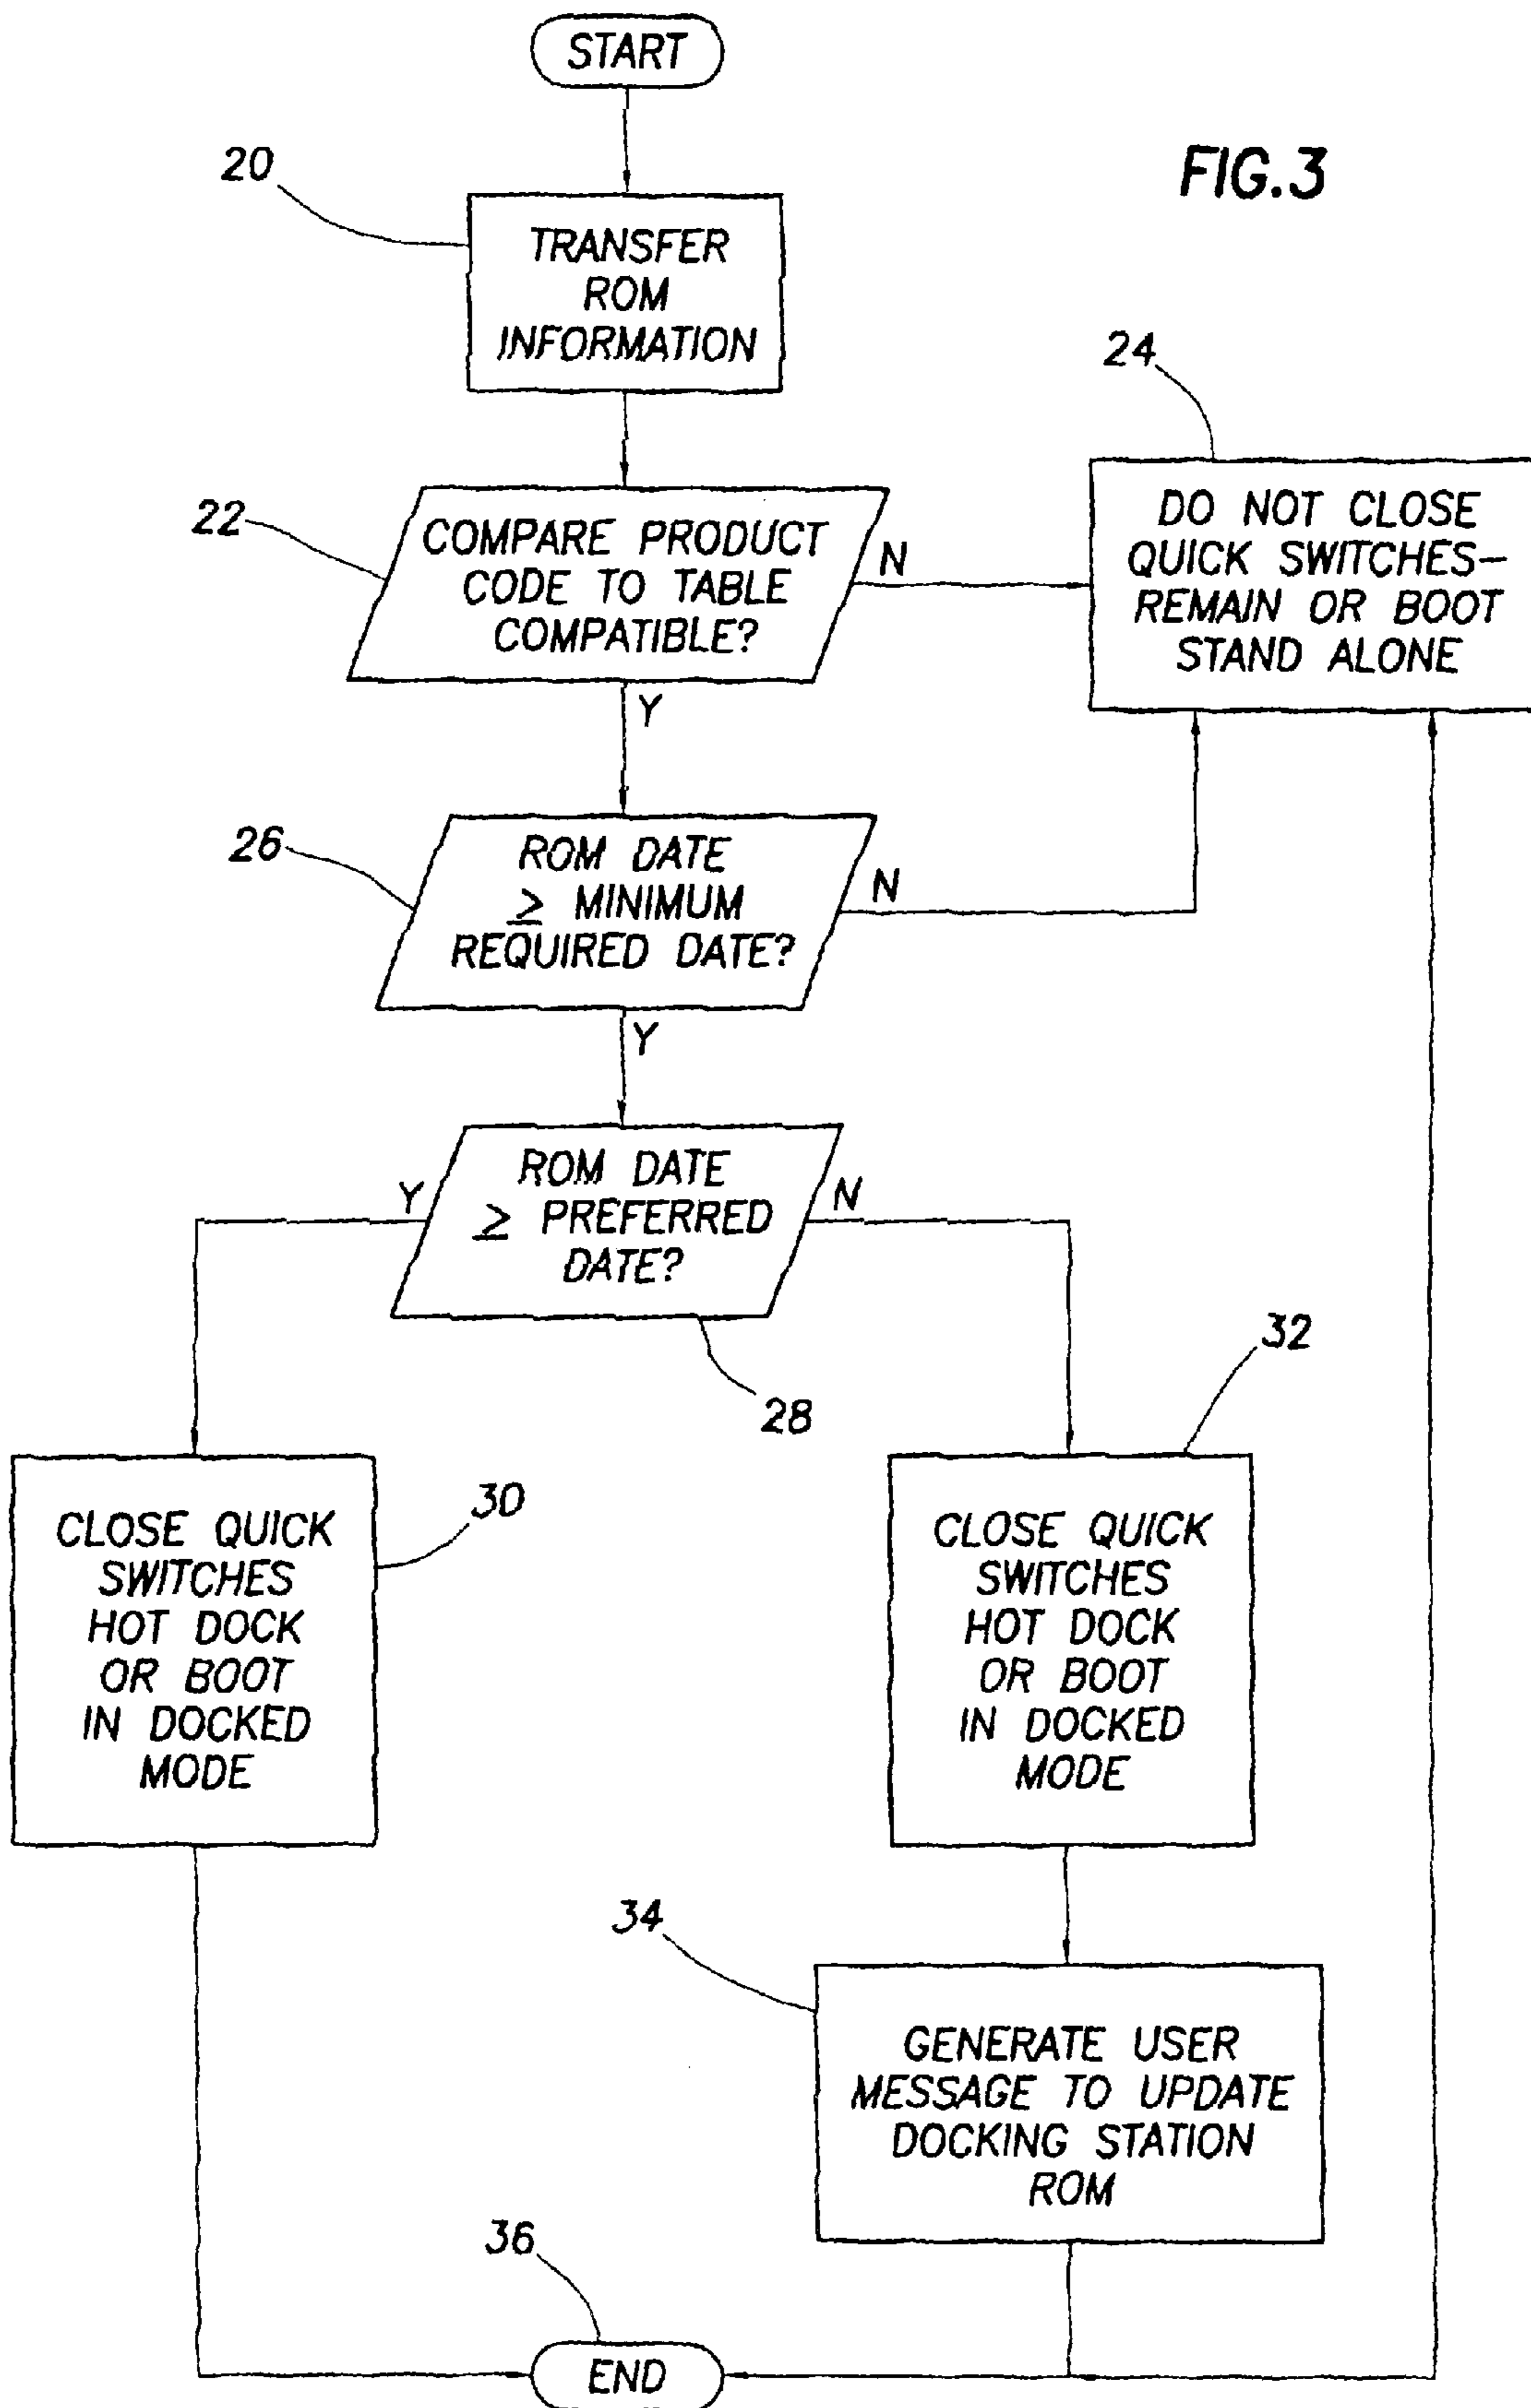 START
FIG.3
20
TRANSFER
ROM
INFORMATION
24
22
COMPARE PRODUCT
CODE TO TABLE
COMPATIBLE?
N
DO NOT CLOSE
QUICK SWITCHES-
REMAIN OR BOOT
STAND ALONE
Y
26
ROM DATE
≥ MINIMUM
REQUIRED DATE?
N
Y
ROM DATE
≥ PREFERRED
DATE?
Y
N
28
32
30
CLOSE QUICK
SWITCHES
HOT DOCK
OR BOOT
IN DOCKED
MODE
CLOSE QUICK
SWITCHES
HOT DOCK
OR BOOT
IN DOCKED
MODE
34
GENERATE USER
MESSAGE TO UPDATE
DOCKING STATION
ROM
36
END